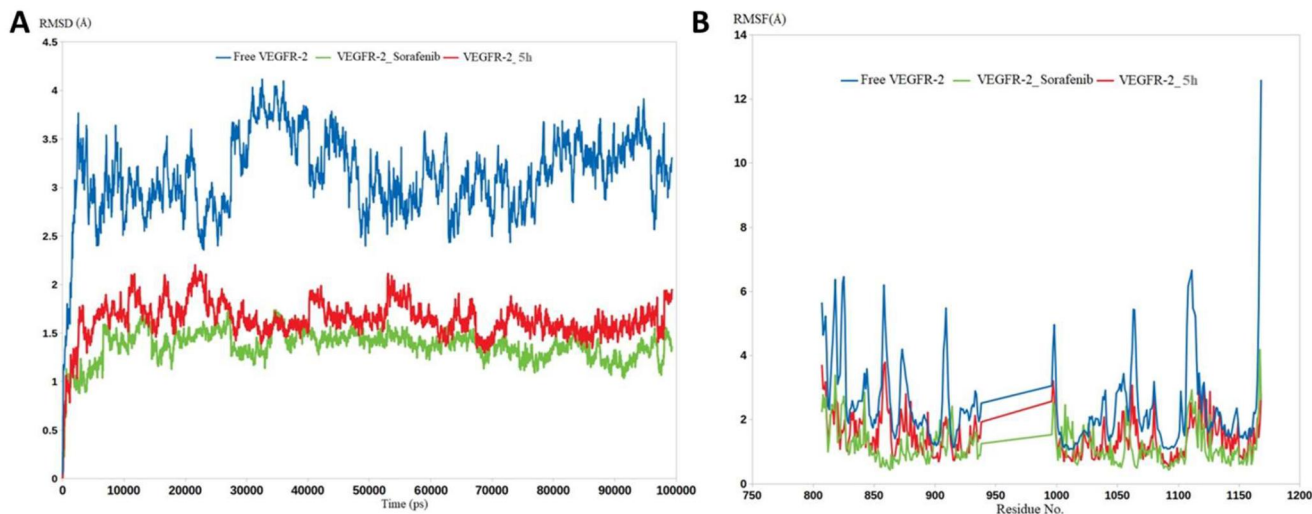 A
RMSD (Å)
4.5
Free VEGFR-2 VEGFR-2_Sorafenib VEGFR-2_5h
4
3.5
3
2.5
2
1.5
1
0.5
0
0 10000 20000 30000 40000 50000 60000 70000 80000 90000 100000
Time (ps)
B
RMSF(Å)
14
Free VEGFR-2 VEGFR-2_Sorafenib VEGFR-2_5h
12
10
8
6
4
2
0
750 800 850 900 950 1000 1050 1100 1150 1200
Residue No.